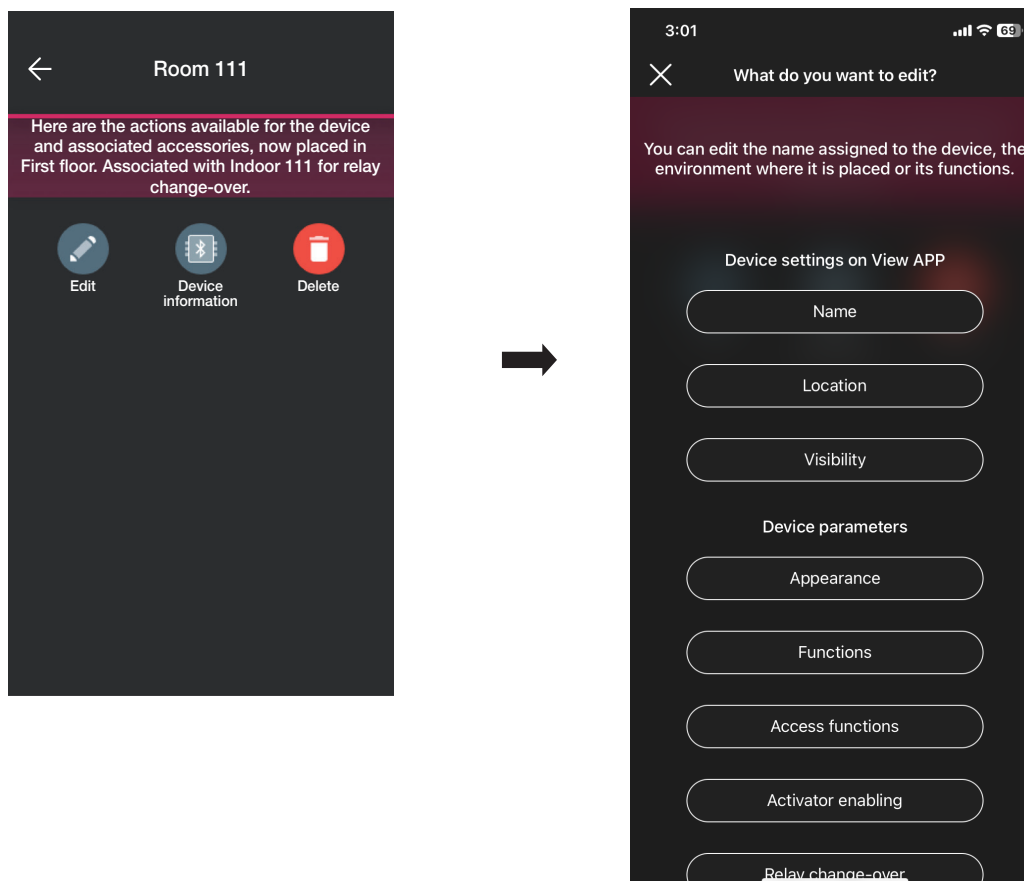 Room 111
Here are the actions available for the device
and associated accessories, now placed in
First floor. Associated with Indoor 111 for relay
change-over.
Edit
Device
information
Delete
3:01
69
What do you want to edit?
You can edit the name assigned to the device, the
environment where it is placed or its functions.
Device settings on View APP
Name
Location
Visibility
Device parameters
Appearance
Functions
Access functions
Activator enabling
Relay change-over